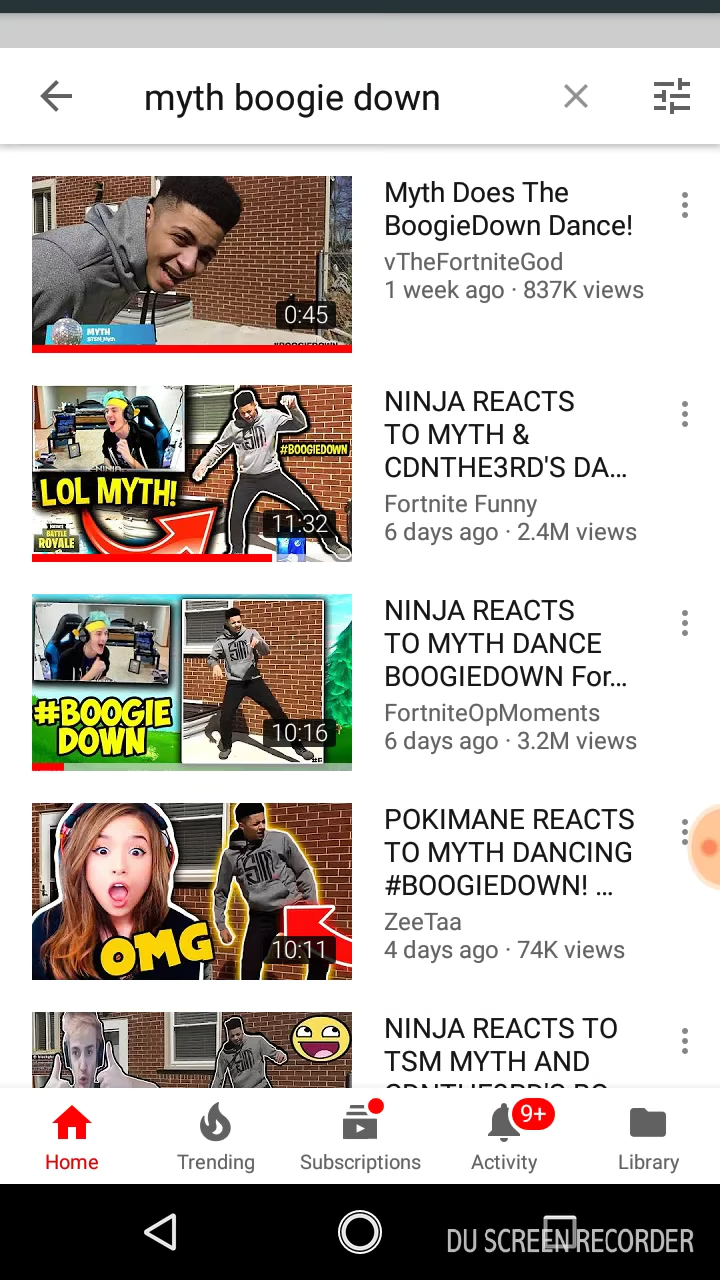 myth boogie down
Myth Does The
BoogieDown Dance!
vTheFortniteGod
1 week ago · 837K views
0:45
MYTH
NINJA REACTS
TO MYTH &
CDNTHE3RD'S DA...
Fortnite Funny
6 days ago · 2.4M views
NINJA
#BOOGIEDOWN
LOL MYTH!
11:32
BATTLE
ROYALE
NINJA REACTS
TO MYTH DANCE
BOOGIEDOWN For...
FortniteOpMoments
6 days ago · 3.2M views
#BOOGIE
DOWN
10:16
POKIMANE REACTS
TO MYTH DANCING
#BOOGIEDOWN! ...
ZeeTaa
4 days ago · 74K views
OMG
10:11
NINJA REACTS TO
TSM MYTH AND
Home
Trending
Subscriptions
9+
Activity
Library
DU SCREEN RECORDER